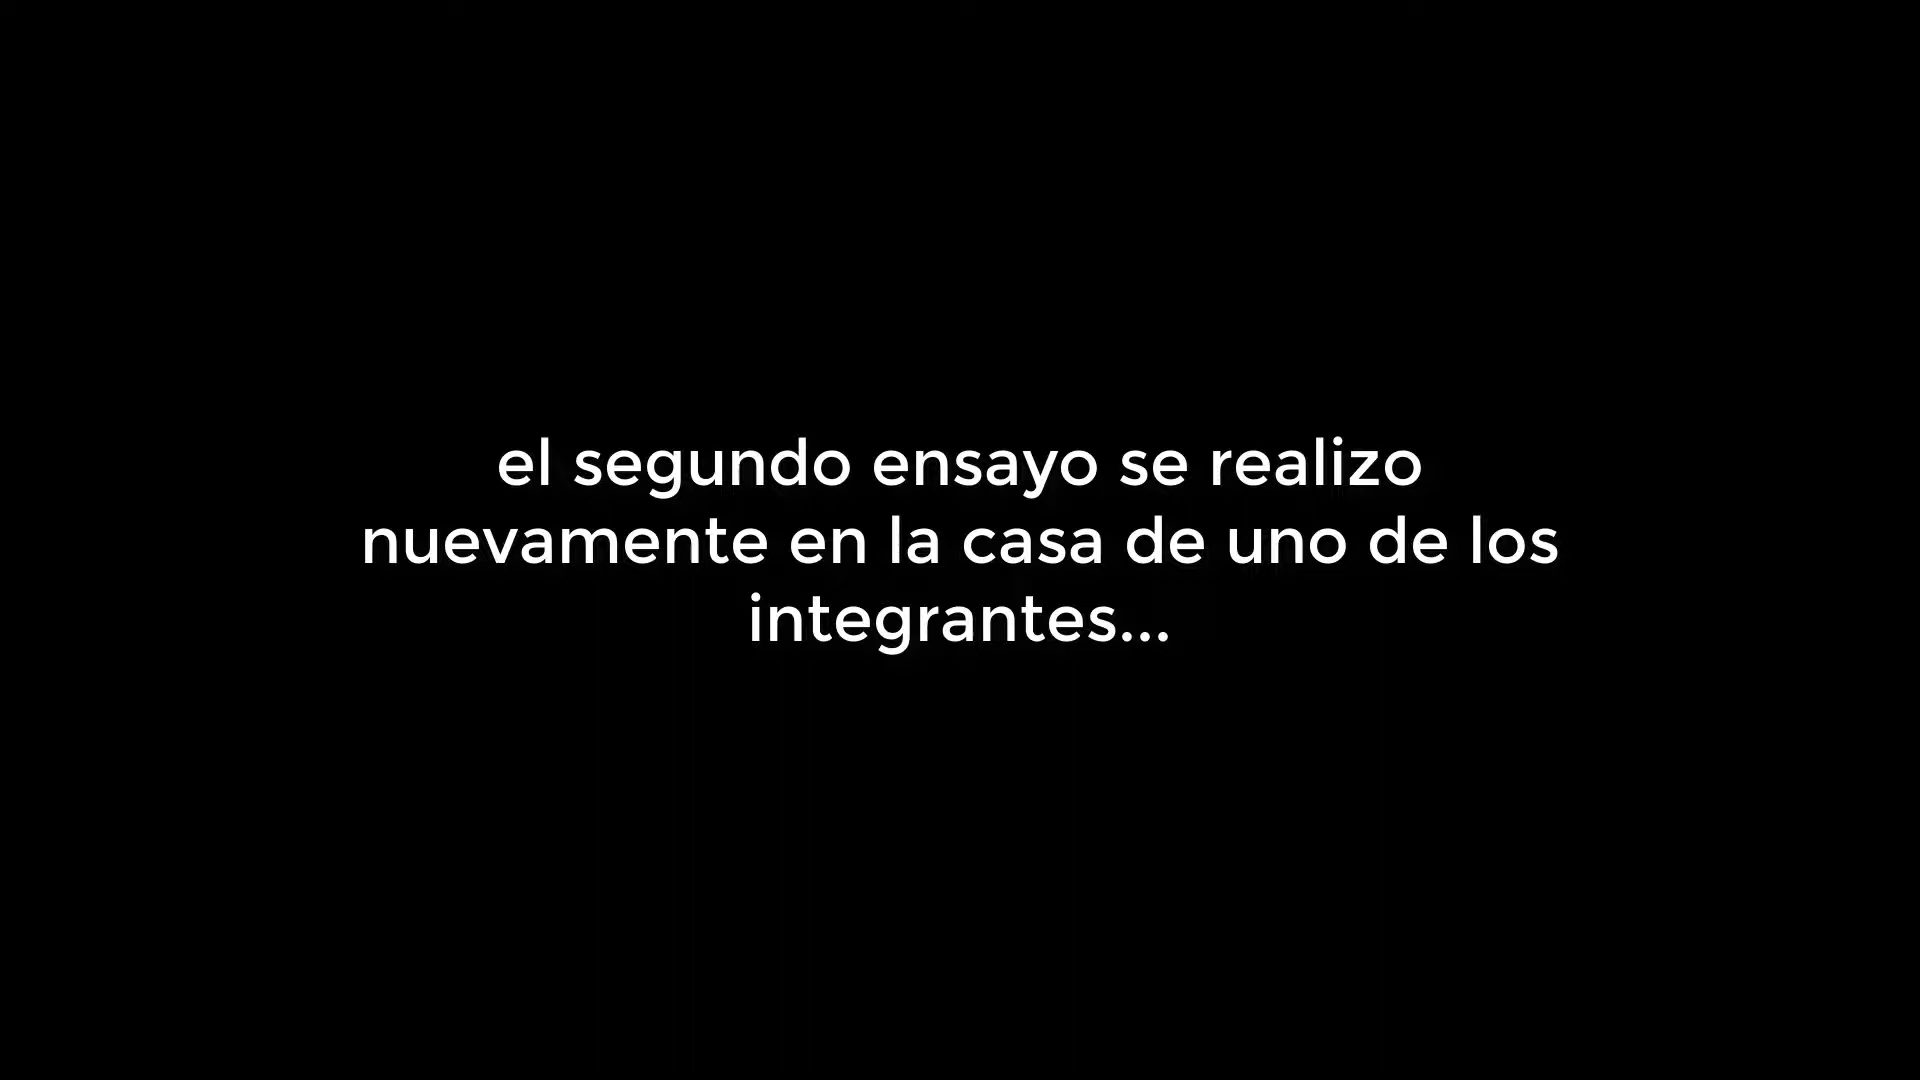 el segundo ensayo se realizo
nuevamente en la casa de uno de los
integrantes...